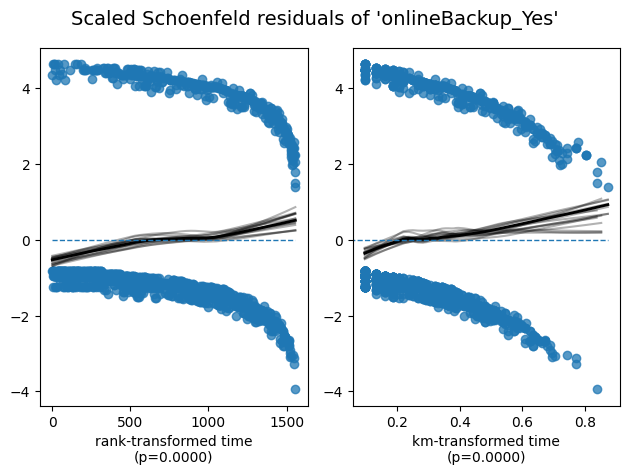 Scaled Schoenfeld residuals of 'onlineBackup_Yes'
4
2
0
−2
−4
0 500 1000 1500
rank-transformed time
(p=0.0000)
4
2
0
−2
−4
0.2 0.4 0.6 0.8
km-transformed time
(p=0.0000)